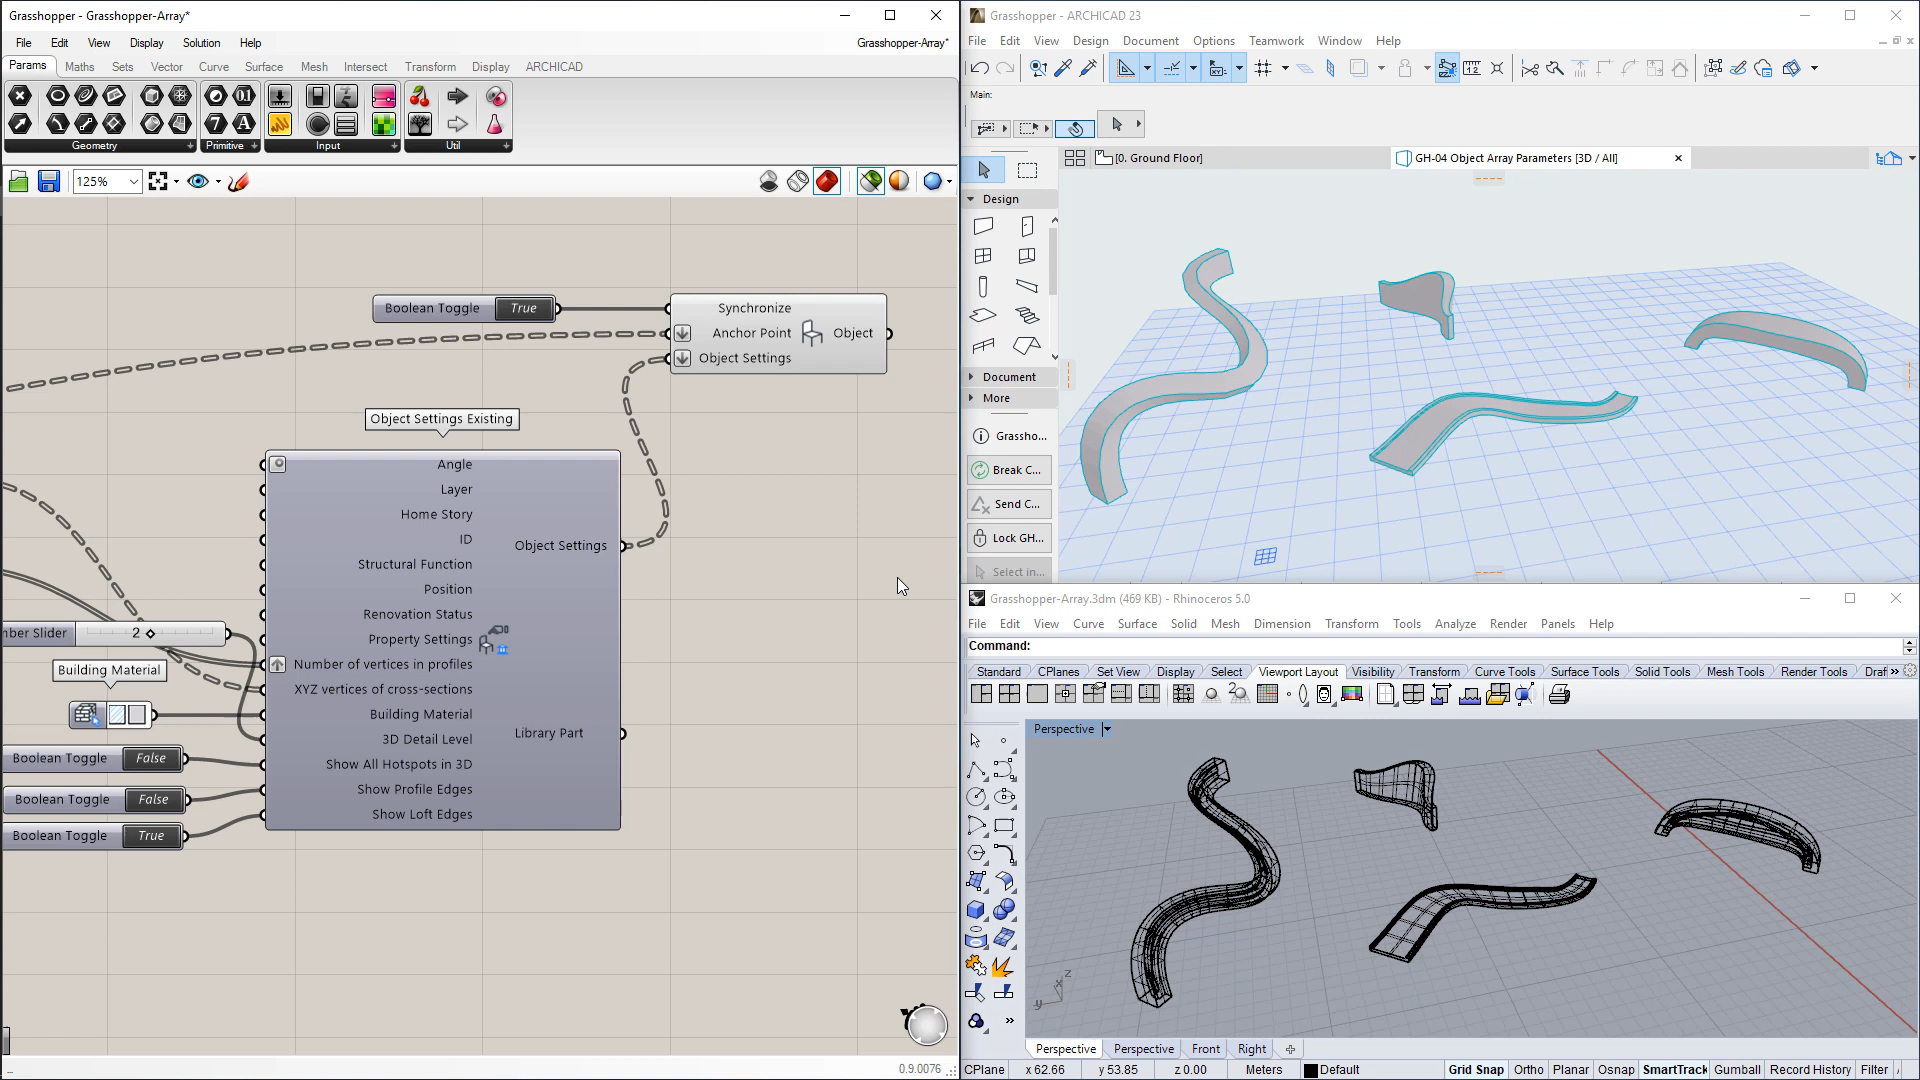 Grasshopper - Grasshopper-Array*
File Edit View Display Solution Help Grasshopper-Array*
Params Maths Sets Vector Curve Surface Mesh Intersect Transform Display ARCHICAD
Geometry Primitive Input Util
125%
Boolean Toggle True
Synchronize
Anchor Point
Object Settings
Object
Object Settings Existing
Angle
Layer
Home Story
ID
Structural Function
Position
Renovation Status
Property Settings
Number of vertices in profiles
XYZ vertices of cross-sections
Building Material
3D Detail Level
Show All Hotspots in 3D
Show Profile Edges
Show Loft Edges
Object Settings
Library Part
mber Slider 2
Building Material
Boolean Toggle False
Boolean Toggle False
Boolean Toggle True
0.9.0076
Grasshopper - ARCHICAD 23
File Edit View Design Document Options Teamwork Window Help
Main:
[0. Ground Floor]
GH-04 Object Array Parameters [3D / All]
Design
Document
More
Grassho...
Break C...
Send C...
Lock GH...
Select in...
Grasshopper-Array.3dm (469 KB) - Rhinoceros 5.0
File Edit View Curve Surface Solid Mesh Dimension Transform Tools Analyze Render Panels Help
Command:
Standard CPlanes Set View Display Select Viewport Layout Visibility Transform Curve Tools Surface Tools Solid Tools Mesh Tools Render Tools Draf »
Perspective
z
x
y
»
Perspective Perspective Front Right
CPlane x 62.66 y 53.85 z 0.00 Meters Default Grid Snap Ortho Planar Osnap SmartTrack Gumball Record History Filter